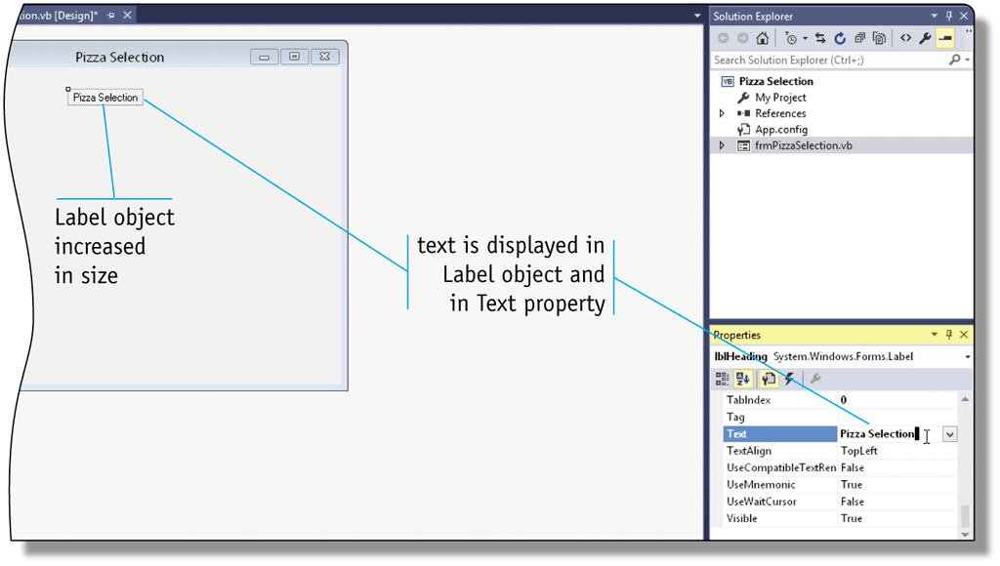 tion.vb [Design]*
Pizza Selection
Pizza Selection
Label object
increased
in size
text is displayed in
Label object and
in Text property
Solution Explorer
Search Solution Explorer (Ctrl+;)
VB Pizza Selection
My Project
References
App.config
frmPizzaSelection.vb
Properties
lblHeading System.Windows.Forms.Label
TabIndex 0
Tag
Text Pizza Selection
TextAlign TopLeft
UseCompatibleTextRen False
UseMnemonic True
UseWaitCursor False
Visible True